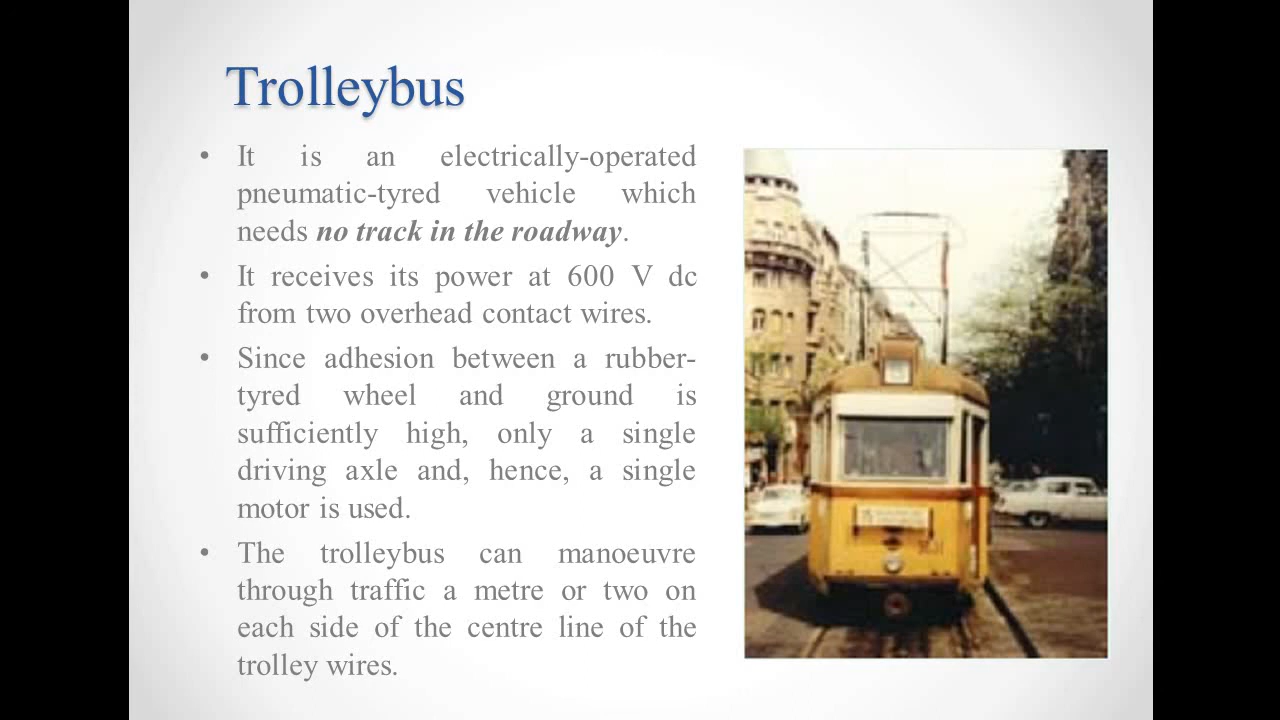 Trolleybus
• It is an electrically-operated
pneumatic-tyred vehicle which
needs no track in the roadway.
• It receives its power at 600 V dc
from two overhead contact wires.
• Since adhesion between a rubber-
tyred wheel and ground is
sufficiently high, only a single
driving axle and, hence, a single
motor is used.
• The trolleybus can manoeuvre
through traffic a metre or two on
each side of the centre line of the
trolley wires.